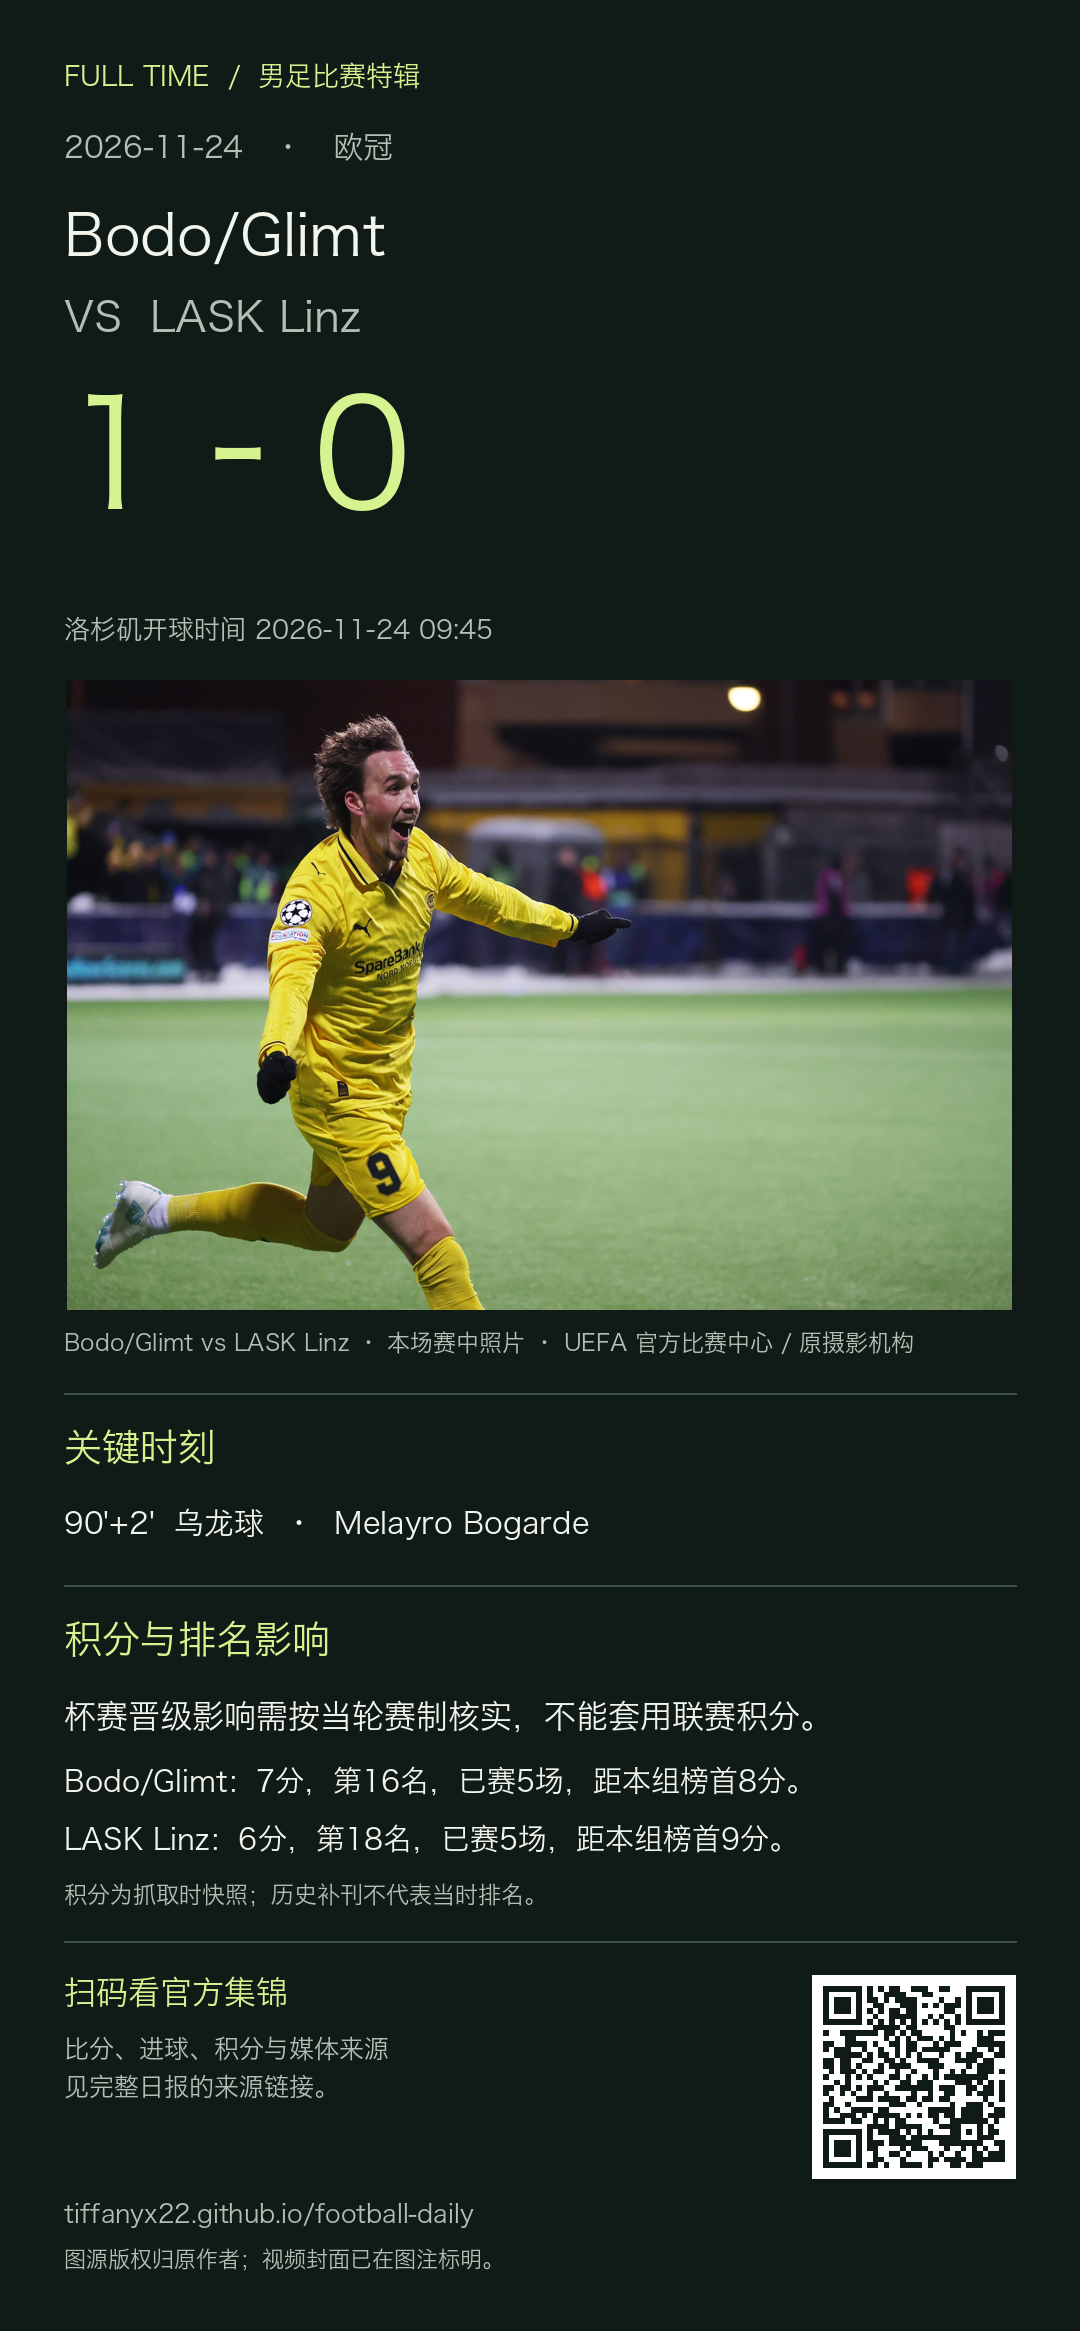 FULL TIME / 男足比赛特辑
2026-11-24 · 欧冠
Bodo/Glimt
VS LASK Linz
1 - 0
洛杉矶开球时间 2026-11-24 09:45
SpareBank
NORD-NORGE
FOUNDATION
9
Bodo/Glimt vs LASK Linz · 本场赛中照片 · UEFA 官方比赛中心 / 原摄影机构
关键时刻
90'+2' 乌龙球 · Melayro Bogarde
积分与排名影响
杯赛晋级影响需按当轮赛制核实，不能套用联赛积分。
Bodo/Glimt：7分，第16名，已赛5场，距本组榜首8分。
LASK Linz：6分，第18名，已赛5场，距本组榜首9分。
积分为抓取时快照；历史补刊不代表当时排名。
扫码看官方集锦
比分、进球、积分与媒体来源
见完整日报的来源链接。
tiffanyx22.github.io/football-daily
图源版权归原作者；视频封面已在图注标明。